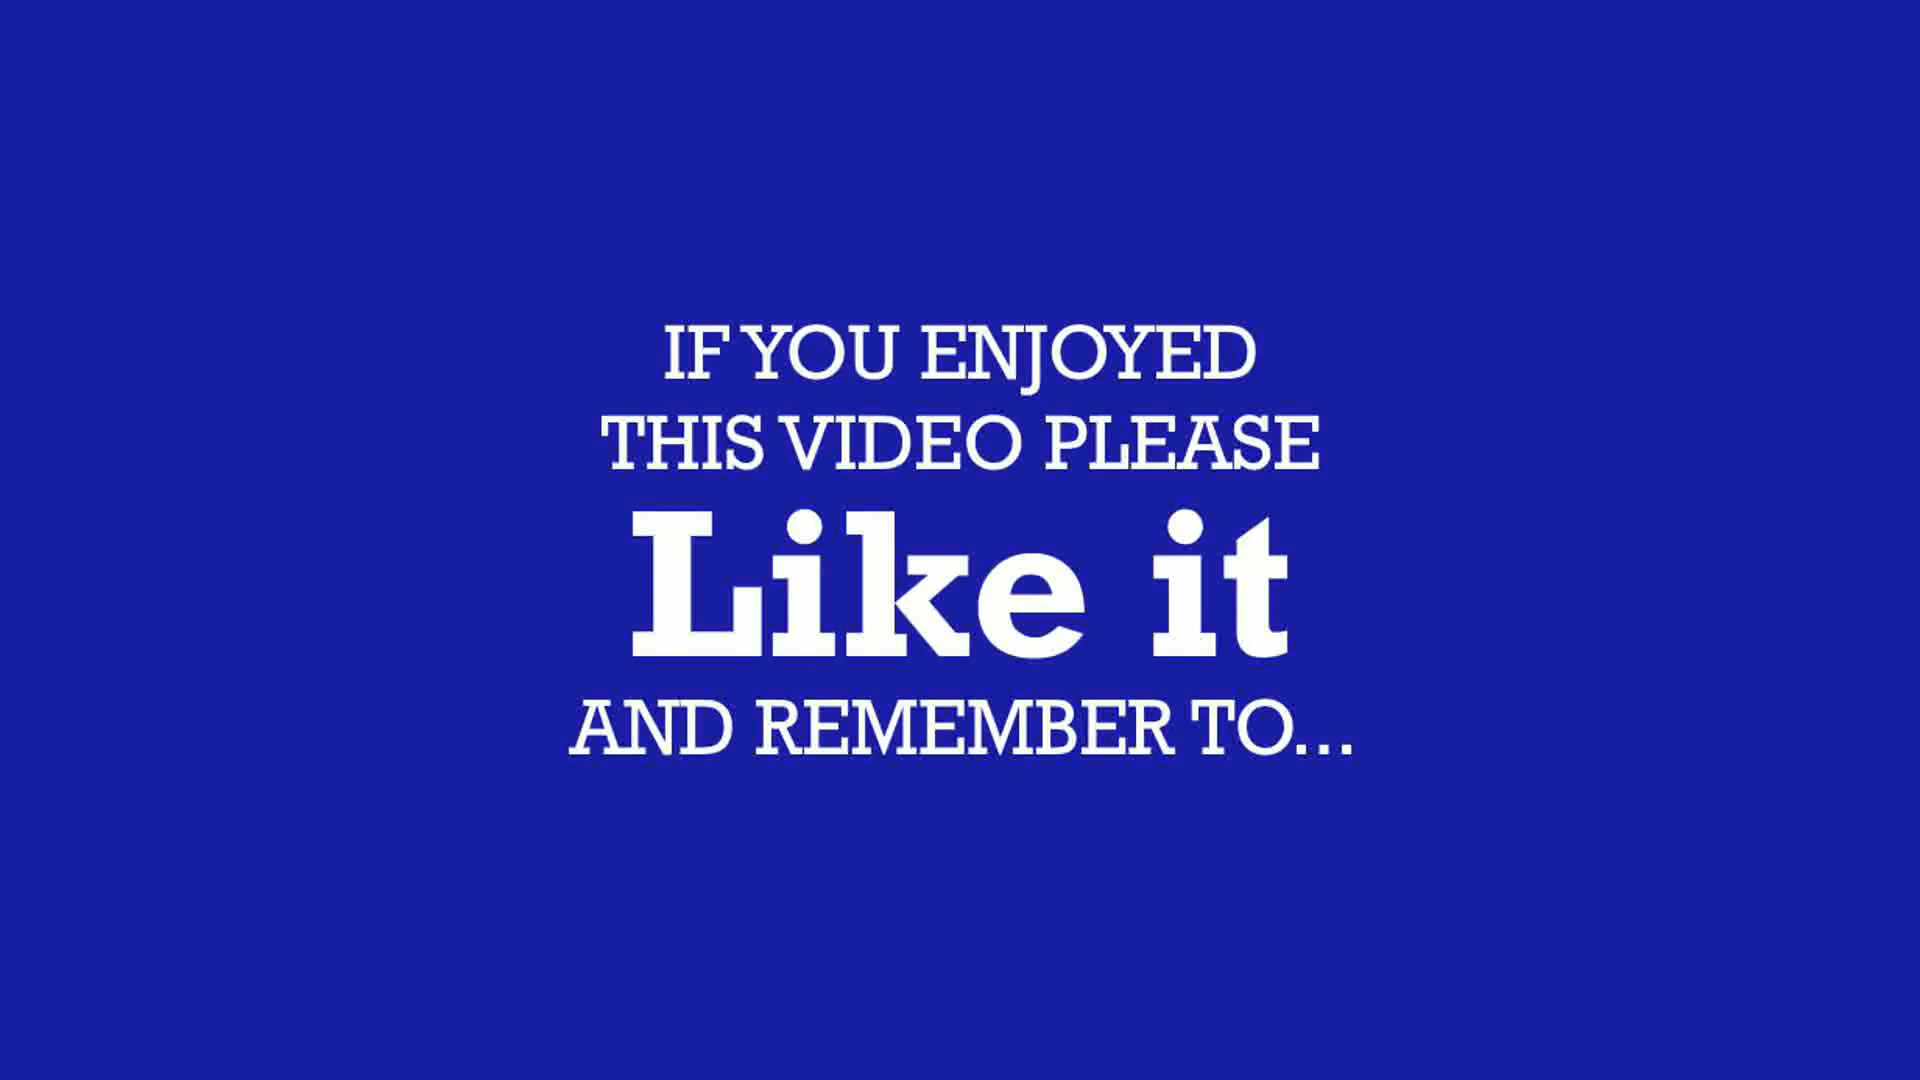 IF YOU ENJOYED
THIS VIDEO PLEASE
Like it
AND REMEMBER TO...